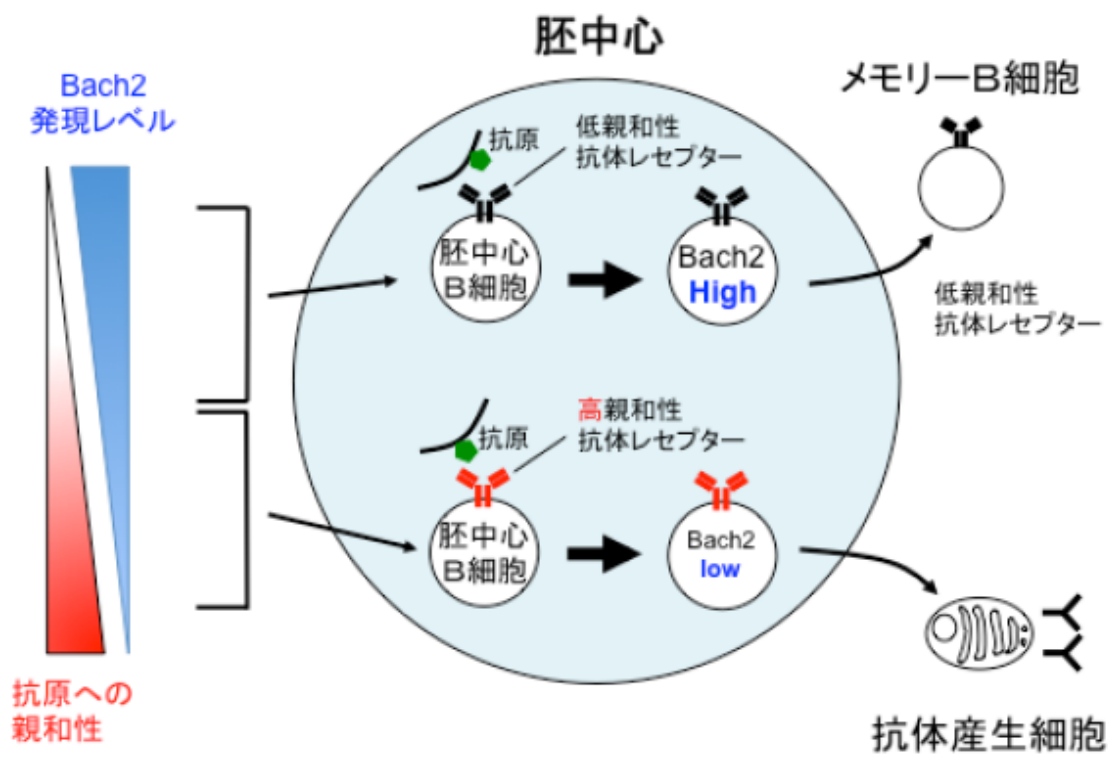 胚中心
メモリーB細胞
Bach2
発現レベル
抗原
低親和性
抗体レセプター
胚中心
B細胞
Bach2
High
低親和性
抗体レセプター
抗原
高親和性
抗体レセプター
胚中心
B細胞
Bach2
low
抗原への
親和性
抗体産生細胞